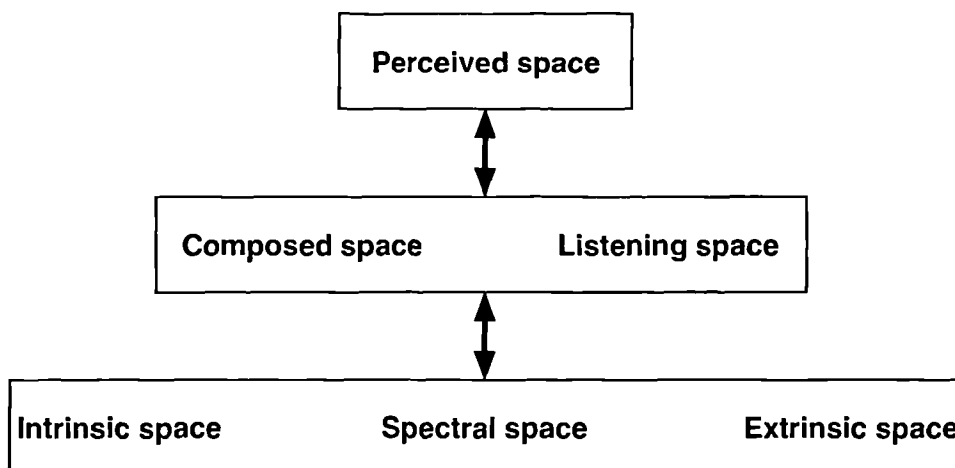 Perceived space
Composed space
Listening space
Intrinsic space
Spectral space
Extrinsic space